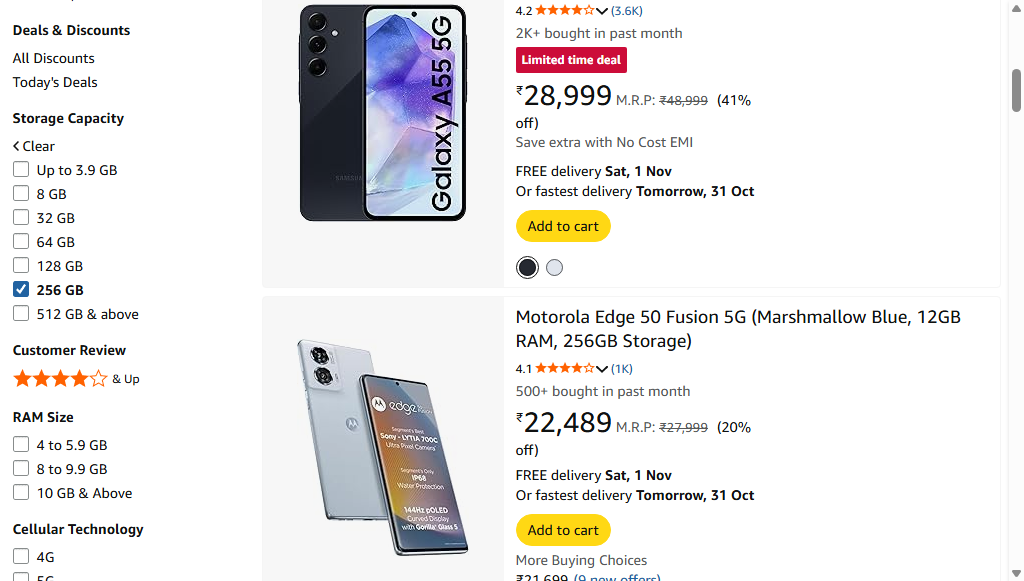 Deals & Discounts
All Discounts
Today's Deals
Storage Capacity
Clear
Up to 3.9 GB
8 GB
32 GB
64 GB
128 GB
256 GB
512 GB & above
Customer Review
& Up
RAM Size
4 to 5.9 GB
8 to 9.9 GB
10 GB & Above
Cellular Technology
4G
5G
SAMSUNG
Galaxy A55 5G
4.2 (3.6K)
2K+ bought in past month
Limited time deal
₹28,999 M.R.P: ₹48,999 (41%
off)
Save extra with No Cost EMI
FREE delivery Sat, 1 Nov
Or fastest delivery Tomorrow, 31 Oct
Add to cart
edge
Segment's Best
Sony - LYTIA 700C
Ultra Pixel Camera
Segment's Only
IP68
Water Protection
144Hz pOLED
Curved Display
with Gorilla Glass 5
Motorola Edge 50 Fusion 5G (Marshmallow Blue, 12GB
RAM, 256GB Storage)
4.1 (1K)
500+ bought in past month
₹22,489 M.R.P: ₹27,999 (20%
off)
FREE delivery Sat, 1 Nov
Or fastest delivery Tomorrow, 31 Oct
Add to cart
More Buying Choices
₹21,699 (9 new offers)